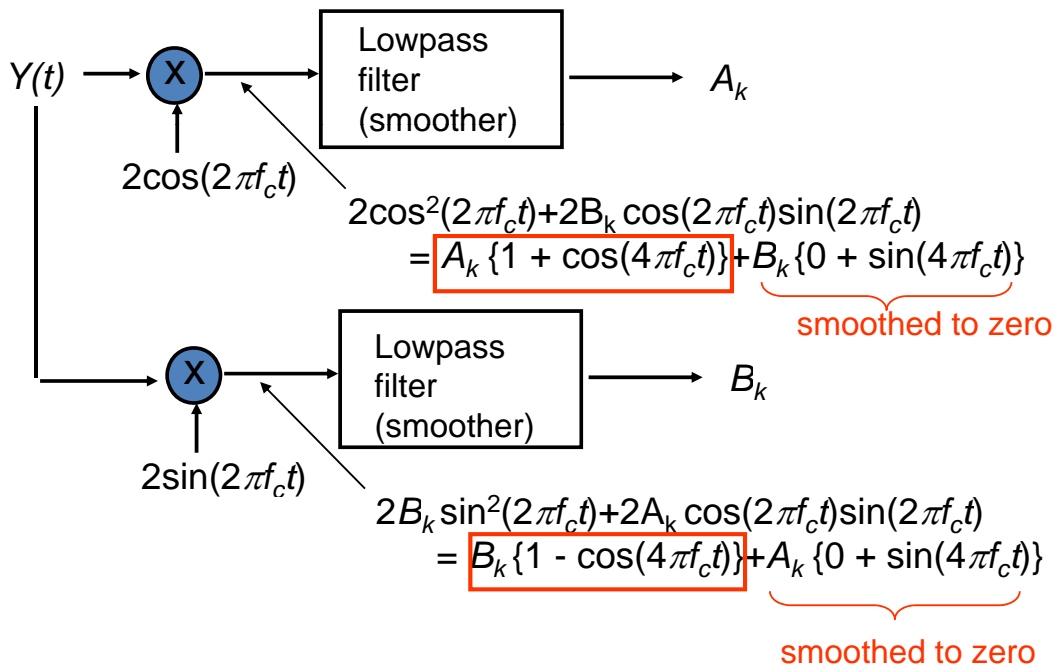 Y(t)
X
Lowpass
filter
(smoother)
A_k
2cos(2πf_ct)
2cos²(2πf_ct)+2B_k cos(2πf_ct)sin(2πf_ct)
= A_k {1 + cos(4πf_ct)}+B_k {0 + sin(4πf_ct)}
smoothed to zero
X
Lowpass
filter
(smoother)
B_k
2sin(2πf_ct)
2B_k sin²(2πf_ct)+2A_k cos(2πf_ct)sin(2πf_ct)
= B_k {1 - cos(4πf_ct)}+A_k {0 + sin(4πf_ct)}
smoothed to zero